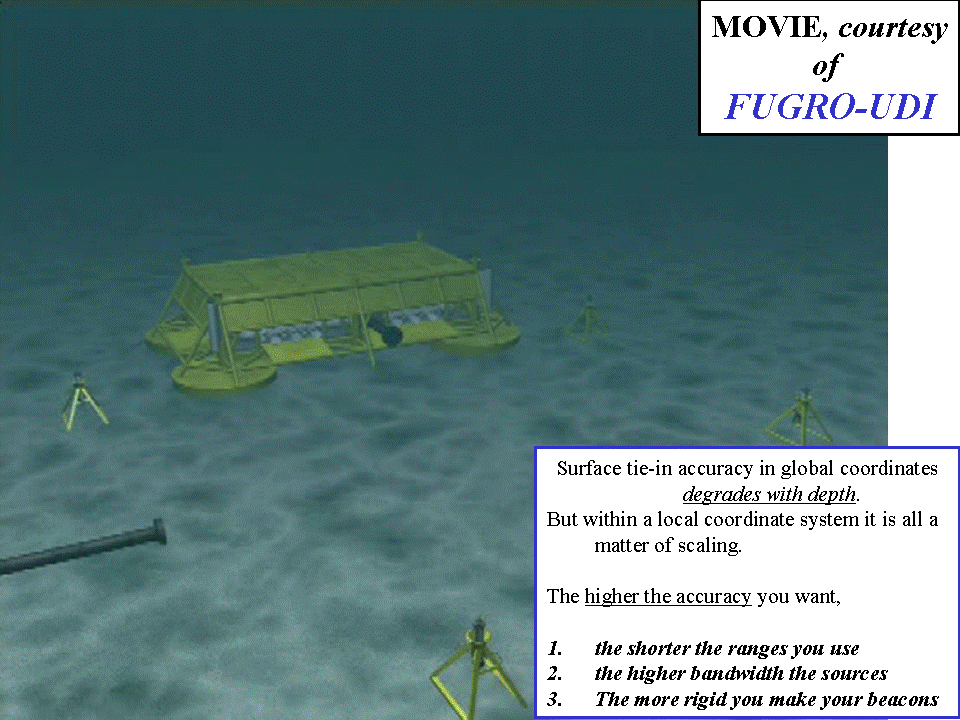 MOVIE, courtesy
of
FUGRO-UDI
Surface tie-in accuracy in global coordinates
degrades with depth.
But within a local coordinate system it is all a
matter of scaling.
The higher the accuracy you want,
1. the shorter the ranges you use
2. the higher bandwidth the sources
3. The more rigid you make your beacons